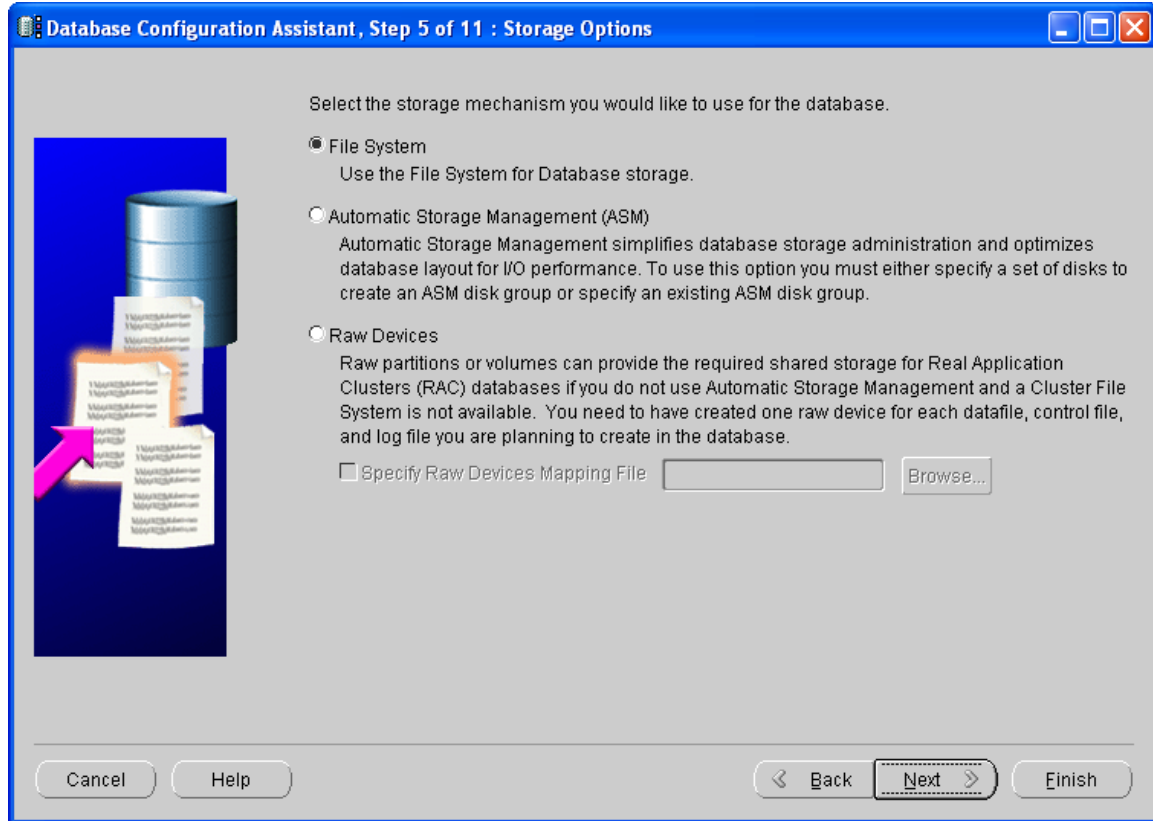 Database Configuration Assistant, Step 5 of 11 : Storage Options
Select the storage mechanism you would like to use for the database.
File System
Use the File System for Database storage.
Automatic Storage Management (ASM)
Automatic Storage Management simplifies database storage administration and optimizes
database layout for I/O performance. To use this option you must either specify a set of disks to
create an ASM disk group or specify an existing ASM disk group.
Raw Devices
Raw partitions or volumes can provide the required shared storage for Real Application
Clusters (RAC) databases if you do not use Automatic Storage Management and a Cluster File
System is not available. You need to have created one raw device for each datafile, control file,
and log file you are planning to create in the database.
Specify Raw Devices Mapping File
Browse...
Cancel
Help
Back
Next
Finish